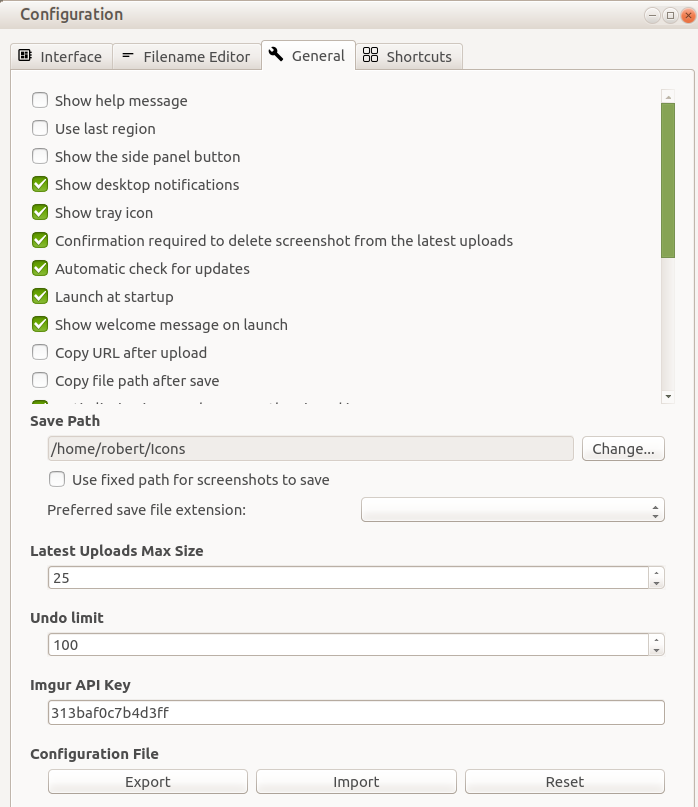 Configuration
Interface
Filename Editor
General
Shortcuts
Show help message
Use last region
Show the side panel button
Show desktop notifications
Show tray icon
Confirmation required to delete screenshot from the latest uploads
Automatic check for updates
Launch at startup
Show welcome message on launch
Copy URL after upload
Copy file path after save
Save Path
/home/robert/Icons
Change...
Use fixed path for screenshots to save
Preferred save file extension:
Latest Uploads Max Size
25
Undo limit
100
Imgur API Key
313baf0c7b4d3ff
Configuration File
Export
Import
Reset